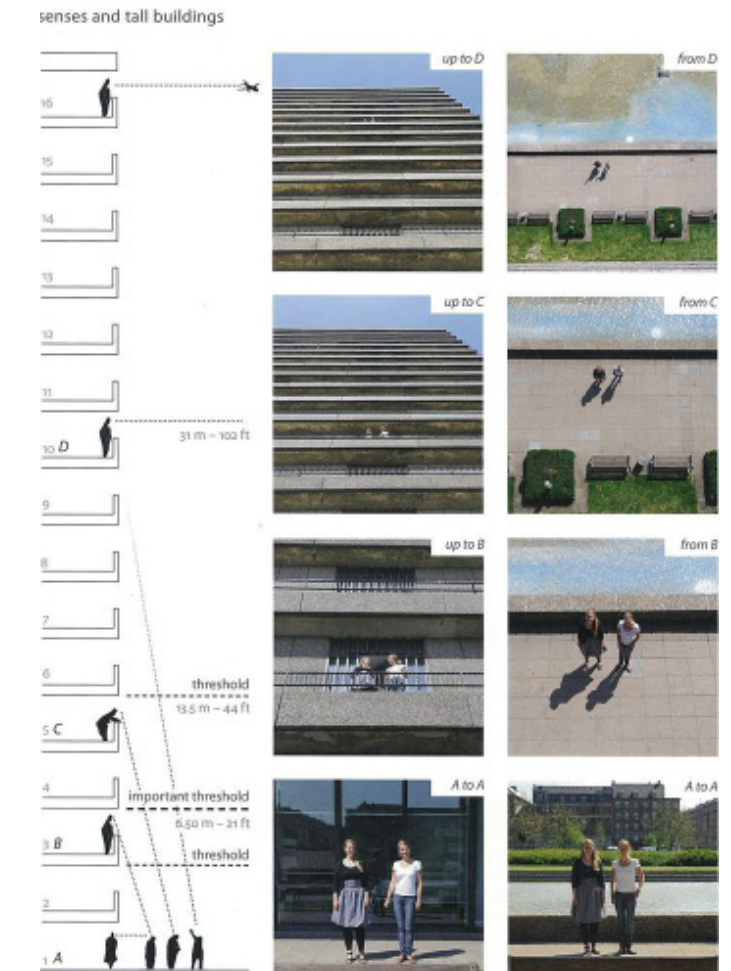 senses and tall buildings
up to D
from D
16
15
14
13
12
11
31 m – 102 ft
10 D
up to C
from C
9
8
7
6
threshold
13.5 m – 44 ft
5 C
up to B
from B
4
important threshold
6.50 m – 21 ft
3 B
threshold
2
1 A
A to A
A to A